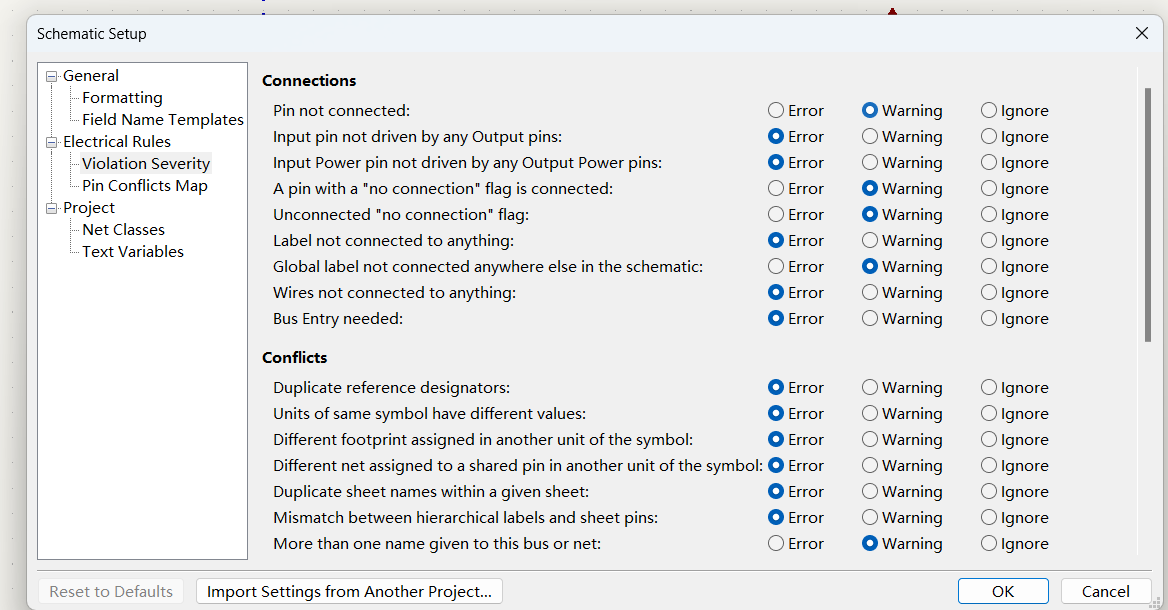 Schematic Setup
General
Formatting
Field Name Templates
Electrical Rules
Violation Severity
Pin Conflicts Map
Project
Net Classes
Text Variables
Connections
Pin not connected: Error Warning Ignore
Input pin not driven by any Output pins: Error Warning Ignore
Input Power pin not driven by any Output Power pins: Error Warning Ignore
A pin with a "no connection" flag is connected: Error Warning Ignore
Unconnected "no connection" flag: Error Warning Ignore
Label not connected to anything: Error Warning Ignore
Global label not connected anywhere else in the schematic: Error Warning Ignore
Wires not connected to anything: Error Warning Ignore
Bus Entry needed: Error Warning Ignore
Conflicts
Duplicate reference designators: Error Warning Ignore
Units of same symbol have different values: Error Warning Ignore
Different footprint assigned in another unit of the symbol: Error Warning Ignore
Different net assigned to a shared pin in another unit of the symbol: Error Warning Ignore
Duplicate sheet names within a given sheet: Error Warning Ignore
Mismatch between hierarchical labels and sheet pins: Error Warning Ignore
More than one name given to this bus or net: Error Warning Ignore
Reset to Defaults Import Settings from Another Project... OK Cancel